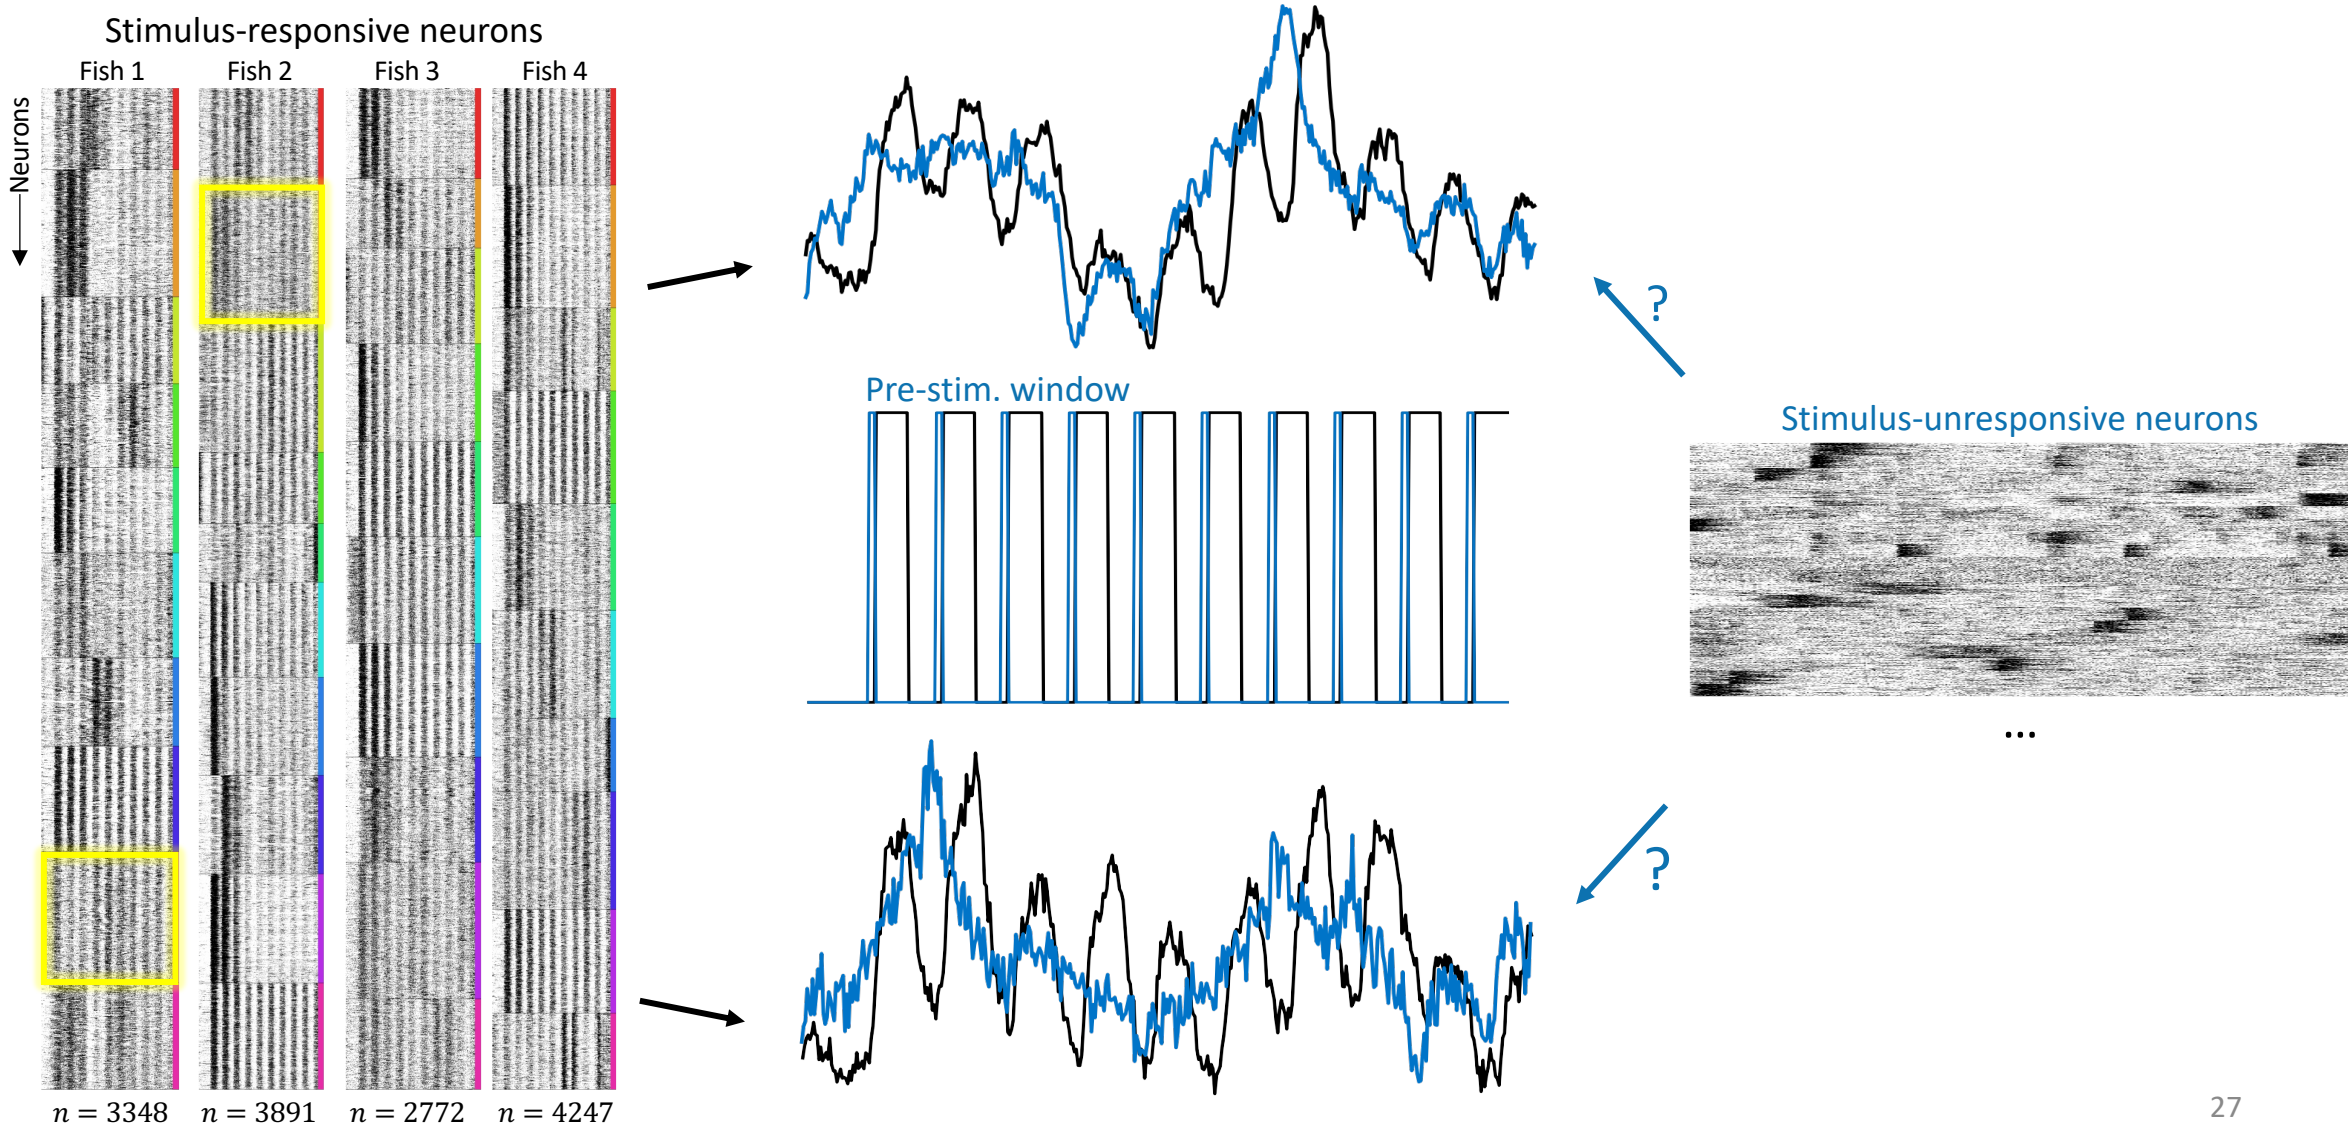 Stimulus-responsive neurons
Fish 1
Fish 2
Fish 3
Fish 4
Neurons
n = 3348
n = 3891
n = 2772
n = 4247
Pre-stim. window
?
Stimulus-unresponsive neurons
...
?
27